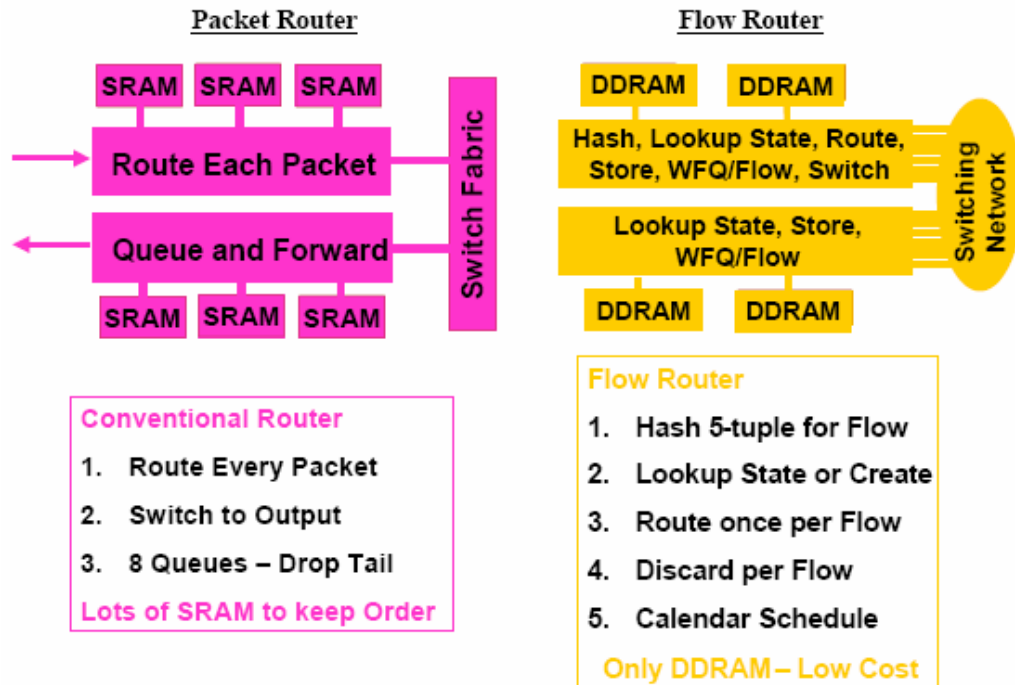 Packet Router
SRAM SRAM SRAM
Route Each Packet
Queue and Forward
SRAM SRAM SRAM
Switch Fabric
Conventional Router
1. Route Every Packet
2. Switch to Output
3. 8 Queues – Drop Tail
Lots of SRAM to keep Order
Flow Router
DDRAM DDRAM
Hash, Lookup State, Route,
Store, WFQ/Flow, Switch
Lookup State, Store,
WFQ/Flow
DDRAM DDRAM
Switching
Network
Flow Router
1. Hash 5-tuple for Flow
2. Lookup State or Create
3. Route once per Flow
4. Discard per Flow
5. Calendar Schedule
Only DDRAM – Low Cost